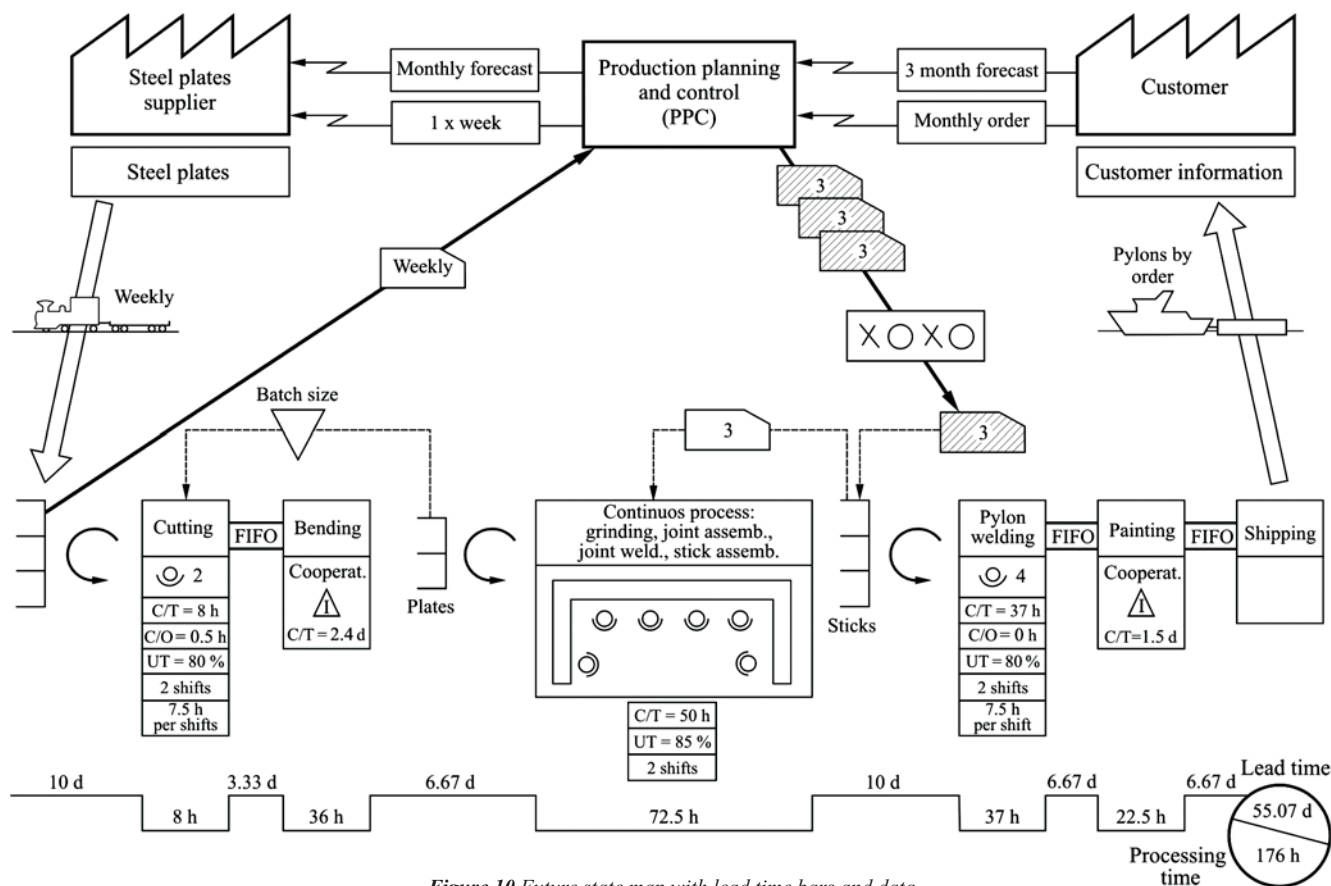 Steel plates
supplier
Monthly forecast
1 x week
Production planning
and control
(PPC)
3 month forecast
Monthly order
Customer
Steel plates
Customer information
Weekly
Weekly
3
3
3
Pylons by
order
X O X O
Batch size
3
3
Cutting
FIFO
Bending
2
C/T = 8 h
C/O = 0.5 h
UT = 80 %
2 shifts
7.5 h
per shifts
Cooperat.
I
C/T = 2.4 d
Plates
Continuos process:
grinding, joint assemb.,
joint weld., stick assemb.
C/T = 50 h
UT = 85 %
2 shifts
Sticks
Pylon
welding
FIFO
Painting
FIFO
Shipping
4
C/T = 37 h
C/O = 0 h
UT = 80 %
2 shifts
7.5 h
per shift
Cooperat.
I
C/T=1.5 d
10 d
3.33 d
6.67 d
10 d
6.67 d
6.67 d
Lead time
8 h
36 h
72.5 h
37 h
22.5 h
55.07 d
176 h
Processing
time
Figure 10 Future state map with lead time bars and data